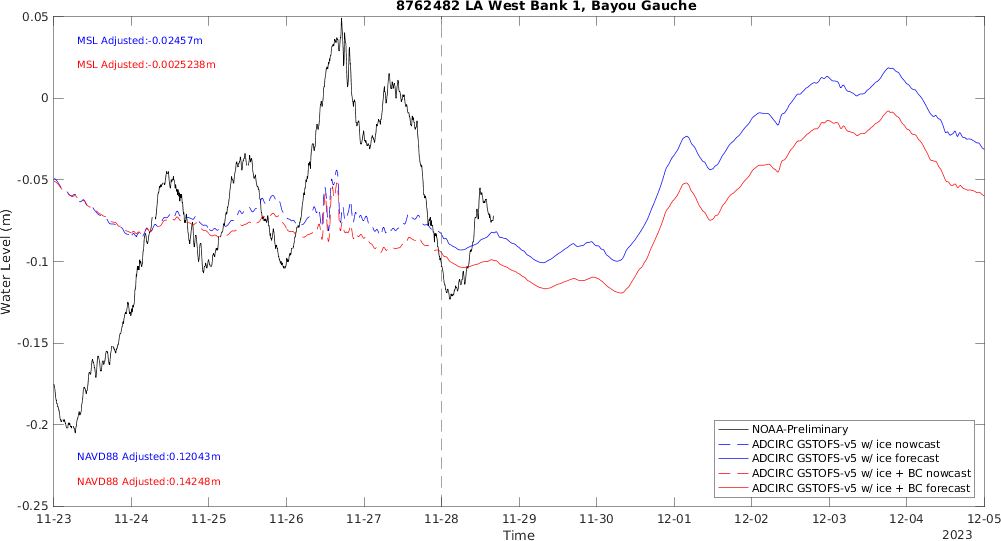 8762482 LA West Bank 1, Bayou Gauche
MSL Adjusted:-0.02457m
MSL Adjusted:-0.0025238m
NAVD88 Adjusted:0.12043m
NAVD88 Adjusted:0.14248m
Water Level (m)
0.05
0
-0.05
-0.1
-0.15
-0.2
-0.25
NOAA-Preliminary
ADCIRC GSTOFS-v5 w/ ice nowcast
ADCIRC GSTOFS-v5 w/ ice forecast
ADCIRC GSTOFS-v5 w/ ice + BC nowcast
ADCIRC GSTOFS-v5 w/ ice + BC forecast
11-23 11-24 11-25 11-26 11-27 11-28 11-29 11-30 12-01 12-02 12-03 12-04 12-05
Time
2023